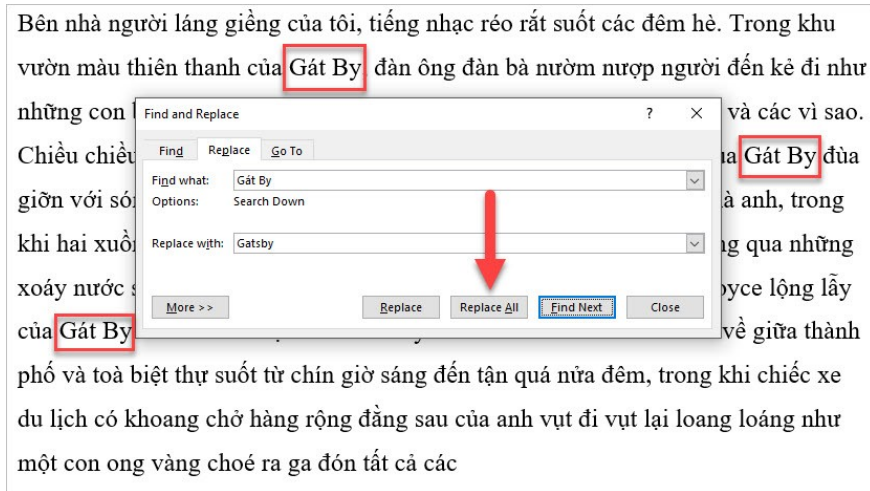 Bên nhà người láng giềng của tôi, tiếng nhạc réo rắt suốt các đêm hè. Trong khu
vườn màu thiên thanh của Gát By, đàn ông đàn bà nườm nượp người đến kẻ đi như
những con và các vì sao.
Find and Replace ? ×
Find Replace Go To
Chiều chiều Gát By đùa
Find what: Gát By
Options: Search Down
giỡn với anh, trong
khi hai qua những
Replace with: Gatsby
xoáy nước lộng lẫy
More >> Replace Replace All Find Next Close
của Gát By về giữa thành
phố và toà biệt thự suốt từ chín giờ sáng đến tận quá nửa đêm, trong khi chiếc xe
du lịch có khoang chở hàng rộng đằng sau của anh vụt đi vụt lại loang loáng như
một con ong vàng choé ra ga đón tất cả các